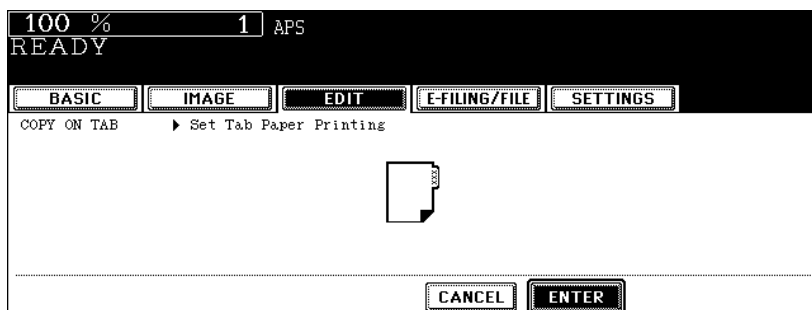 100 % 1 APS
READY
BASIC IMAGE EDIT E-FILING/FILE SETTINGS
COPY ON TAB ▶ Set Tab Paper Printing
XXX
CANCEL ENTER